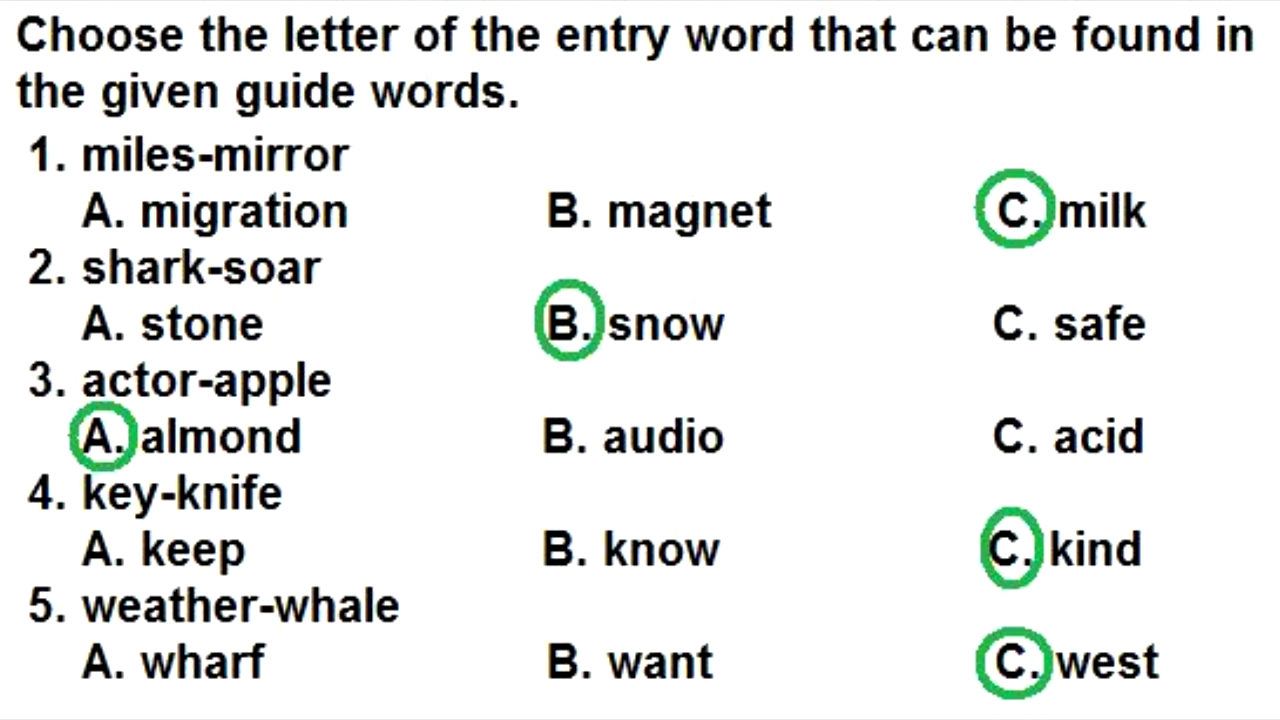 Choose the letter of the entry word that can be found in
the given guide words.
1. miles-mirror
A. migration B. magnet C. milk
2. shark-soar
A. stone B. snow C. safe
3. actor-apple
A. almond B. audio C. acid
4. key-knife
A. keep B. know C. kind
5. weather-whale
A. wharf B. want C. west